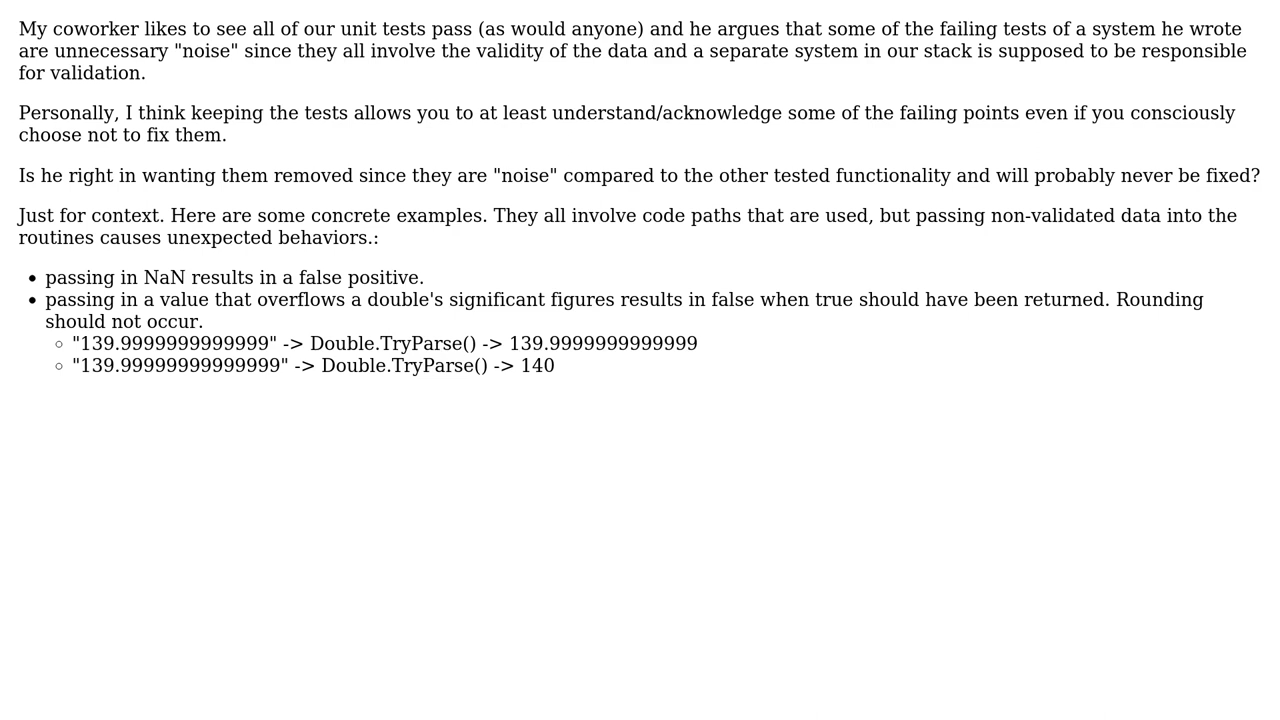 My coworker likes to see all of our unit tests pass (as would anyone) and he argues that some of the failing tests of a system he wrote
are unnecessary "noise" since they all involve the validity of the data and a separate system in our stack is supposed to be responsible
for validation.
Personally, I think keeping the tests allows you to at least understand/acknowledge some of the failing points even if you consciously
choose not to fix them.
Is he right in wanting them removed since they are "noise" compared to the other tested functionality and will probably never be fixed?
Just for context. Here are some concrete examples. They all involve code paths that are used, but passing non-validated data into the
routines causes unexpected behaviors.:
• passing in NaN results in a false positive.
• passing in a value that overflows a double's significant figures results in false when true should have been returned. Rounding
should not occur.
◦ "139.9999999999999" -> Double.TryParse() -> 139.9999999999999
◦ "139.99999999999999" -> Double.TryParse() -> 140